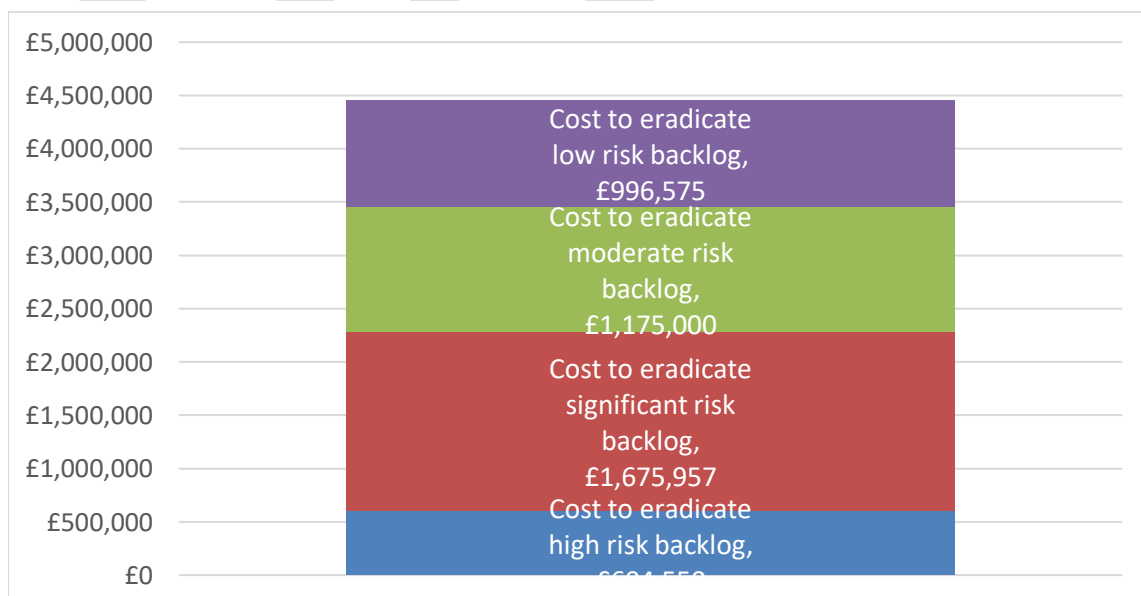 £5,000,000
£4,500,000
£4,000,000
£3,500,000
£3,000,000
£2,500,000
£2,000,000
£1,500,000
£1,000,000
£500,000
£0
Cost to eradicate
low risk backlog,
£996,575
Cost to eradicate
moderate risk
backlog,
£1,175,000
Cost to eradicate
significant risk
backlog,
£1,675,957
Cost to eradicate
high risk backlog,